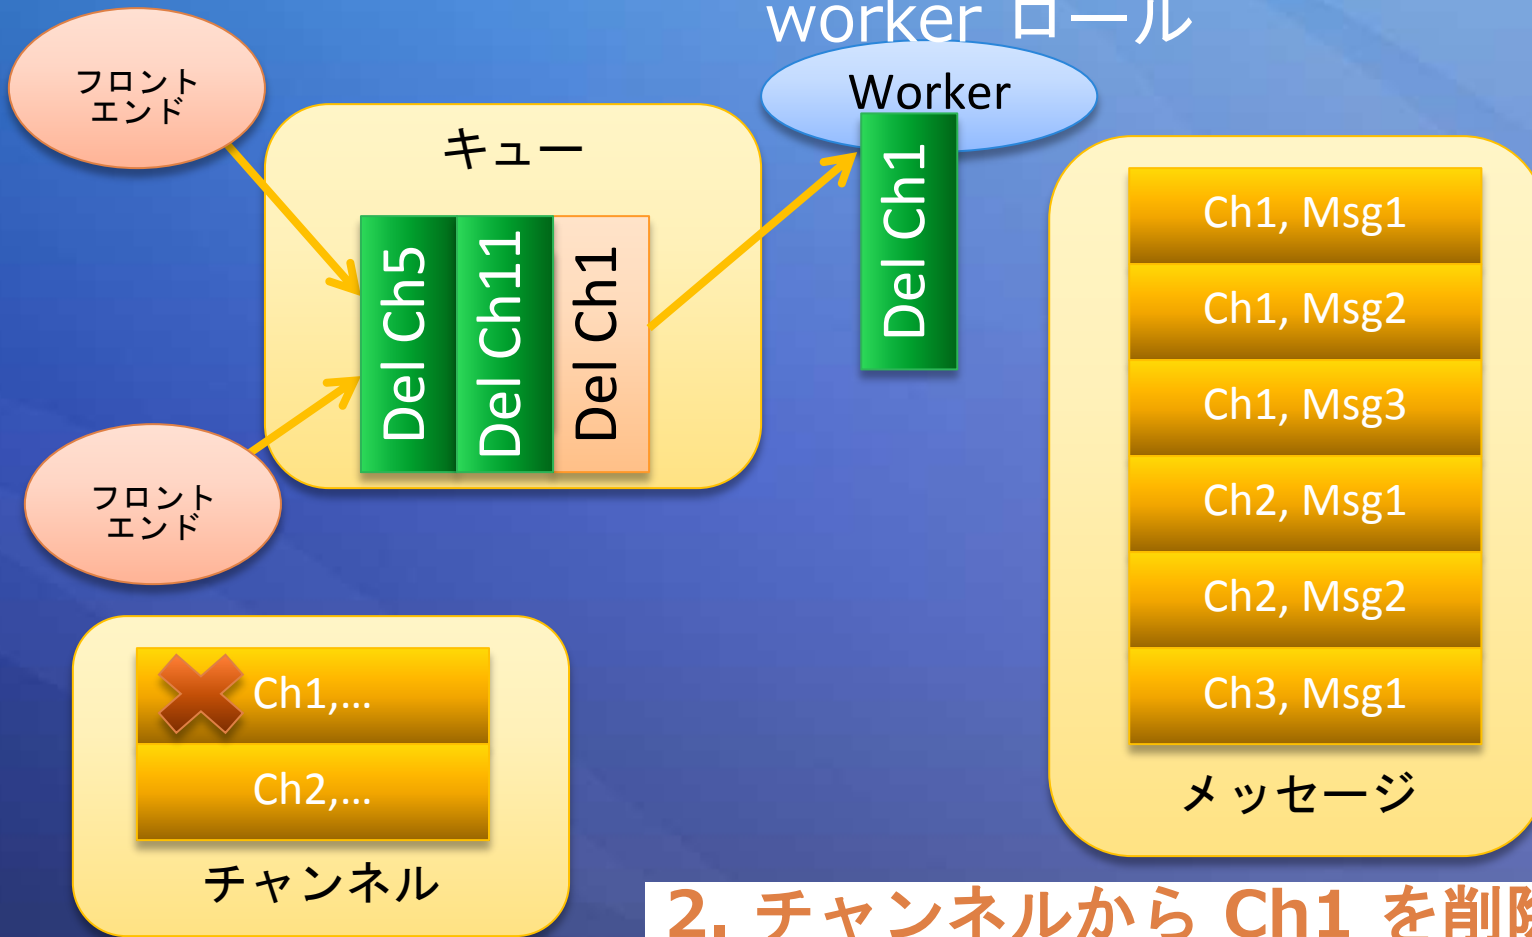 worker ロール
フロント
エンド
キュー
Del Ch5
Del Ch11
Del Ch1
フロント
エンド
Worker
Del Ch1
Ch1, Msg1
Ch1, Msg2
Ch1, Msg3
Ch2, Msg1
Ch2, Msg2
Ch3, Msg1
メッセージ
Ch1,...
Ch2,...
チャンネル
2. チャンネルから Ch1 を削除